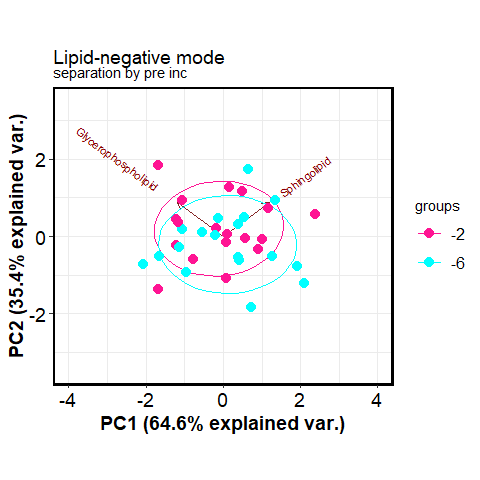 Lipid-negative mode
separation by pre inc
Glycerophospholipid
Sphingolipid
PC2 (35.4% explained var.)
2
0
-2
-4
-2
0
2
4
PC1 (64.6% explained var.)
groups
-2
-6